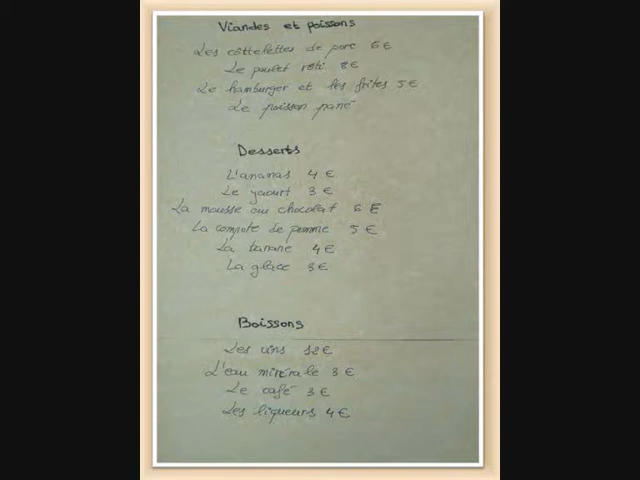 Viandes et poissons
Les côttelettes de porc 6 €
Le poulet rôti 8 €
Le hamburger et les frites 5 €
Le poisson pané
Desserts
L'ananas 4 €
Le yaourt 3 €
La mousse au chocolat 6 €
La compote de pomme 5 €
La banane 4 €
La glace 3 €
Boissons
Les vins 12 €
L'eau minérale 3 €
Le café 3 €
Les liqueurs 4 €